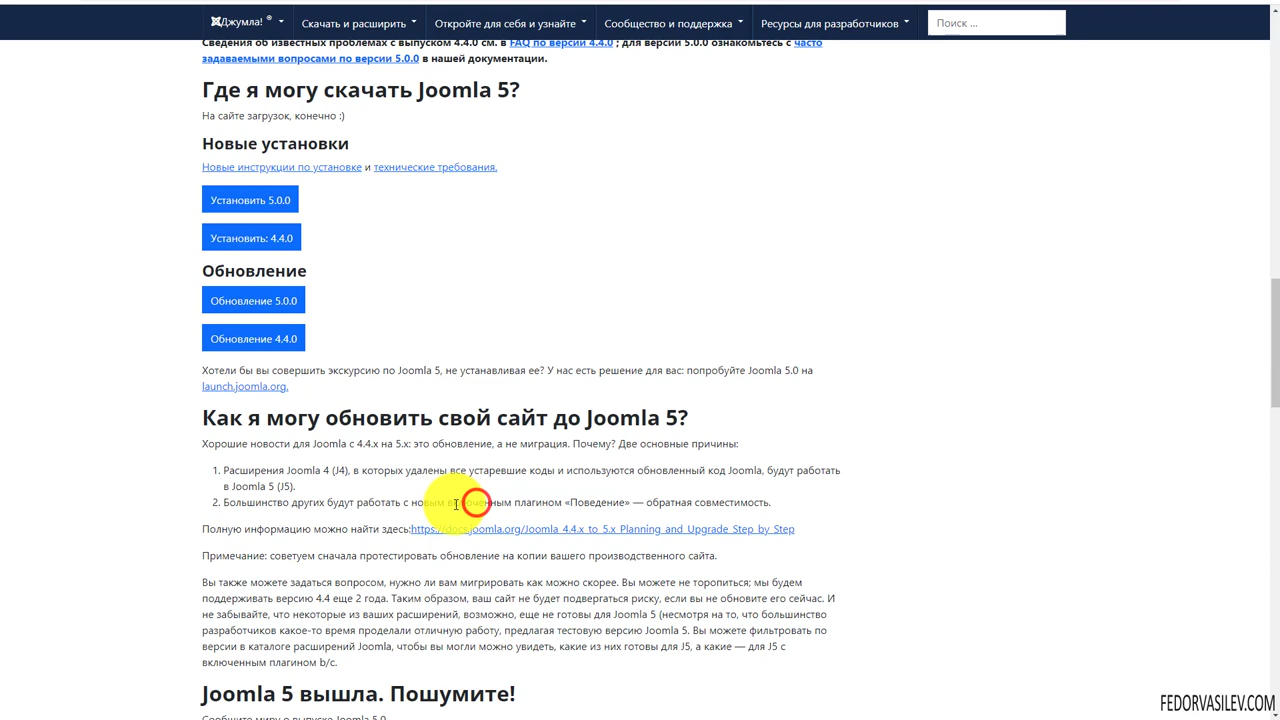 Джумла! ®
Скачать и расширить
Откройте для себя и узнайте
Сообщество и поддержка
Ресурсы для разработчиков
Поиск ...
Сведения об известных проблемах с выпуском 4.4.0 см. в FAQ по версии 4.4.0 ; для версии 5.0.0 ознакомьтесь с часто
задаваемыми вопросами по версии 5.0.0 в нашей документации.
Где я могу скачать Joomla 5?
На сайте загрузок, конечно :)
Новые установки
Новые инструкции по установке и технические требования.
Установить 5.0.0
Установить: 4.4.0
Обновление
Обновление 5.0.0
Обновление 4.4.0
Хотели бы вы совершить экскурсию по Joomla 5, не устанавливая ее? У нас есть решение для вас: попробуйте Joomla 5.0 на
launch.joomla.org.
Как я могу обновить свой сайт до Joomla 5?
Хорошие новости для Joomla с 4.4.x на 5.x: это обновление, а не миграция. Почему? Две основные причины:
1. Расширения Joomla 4 (J4), в которых удалены все устаревшие коды и используются обновленный код Joomla, будут работать
в Joomla 5 (J5).
2. Большинство других будут работать с новым включенным плагином «Поведение» — обратная совместимость.
Полную информацию можно найти здесь:https://docs.joomla.org/Joomla_4.4.x_to_5.x_Planning_and_Upgrade_Step_by_Step
Примечание: советуем сначала протестировать обновление на копии вашего производственного сайта.
Вы также можете задаться вопросом, нужно ли вам мигрировать как можно скорее. Вы можете не торопиться; мы будем
поддерживать версию 4.4 еще 2 года. Таким образом, ваш сайт не будет подвергаться риску, если вы не обновите его сейчас. И
не забывайте, что некоторые из ваших расширений, возможно, еще не готовы для Joomla 5 (несмотря на то, что большинство
разработчиков какое-то время проделали отличную работу, предлагая тестовую версию Joomla 5. Вы можете фильтровать по
версии в каталоге расширений Joomla, чтобы вы могли можно увидеть, какие из них готовы для J5, а какие — для J5 с
включенным плагином b/c.
Joomla 5 вышла. Пошумите!
Сообщите миру о выпуске Joomla 5.0
FEDORVASILEV.COM